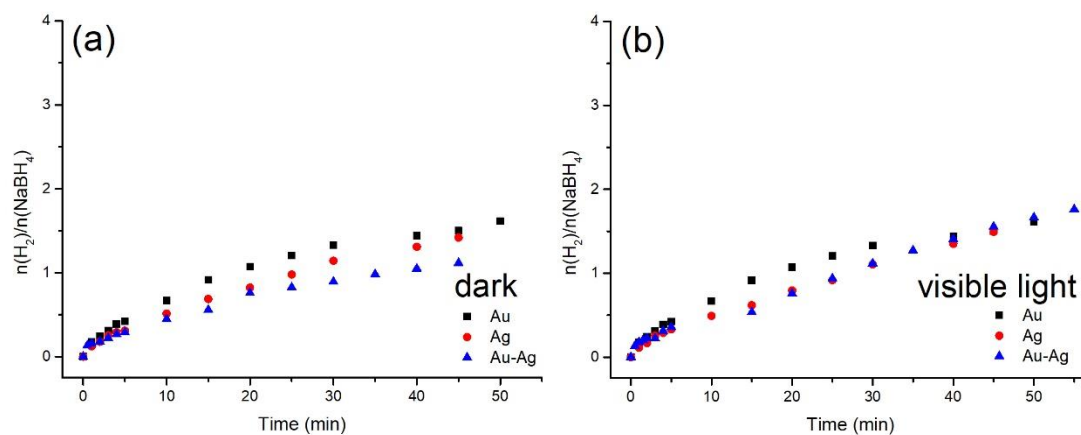 (a)
n(H₂)/n(NaBH₄)
4
3
2
1
0
dark
Au
Ag
Au-Ag
0 10 20 30 40 50
Time (min)
(b)
n(H₂)/n(NaBH₄)
4
3
2
1
0
visible light
Au
Ag
Au-Ag
0 10 20 30 40 50
Time (min)